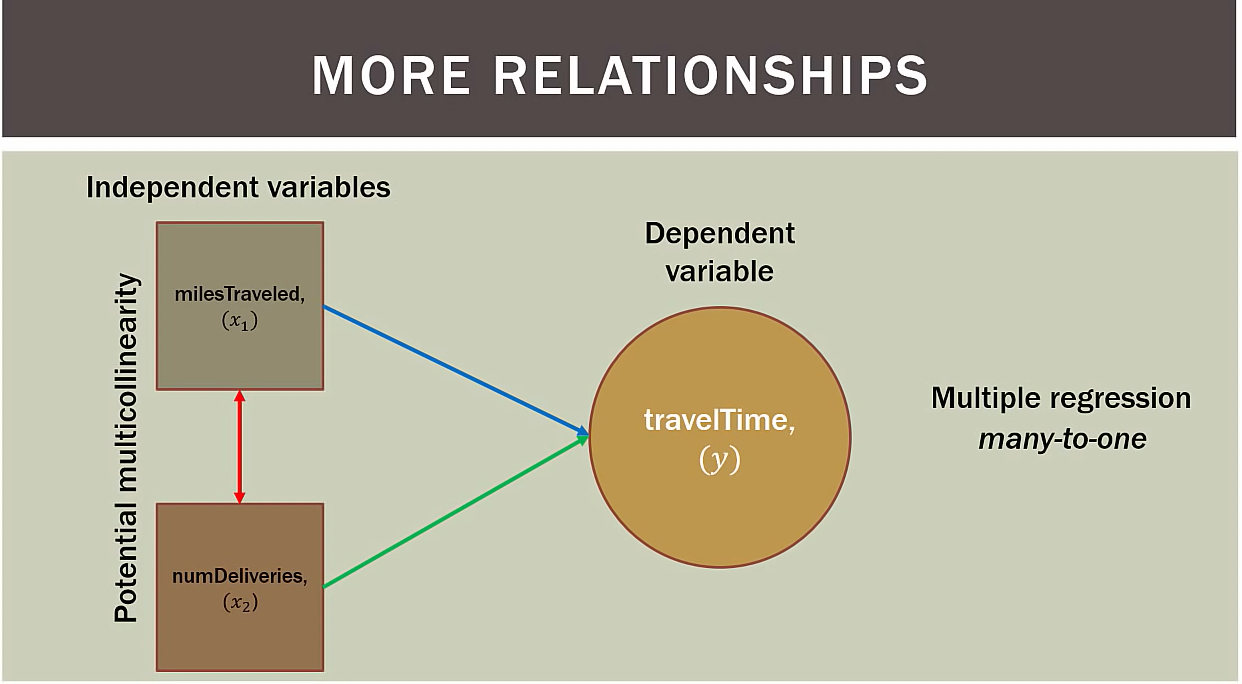 MORE RELATIONSHIPS
Independent variables
Potential multicollinearity
milesTraveled,
(x₁)
numDeliveries,
(x₂)
Dependent
variable
travelTime,
(y)
Multiple regression
many-to-one